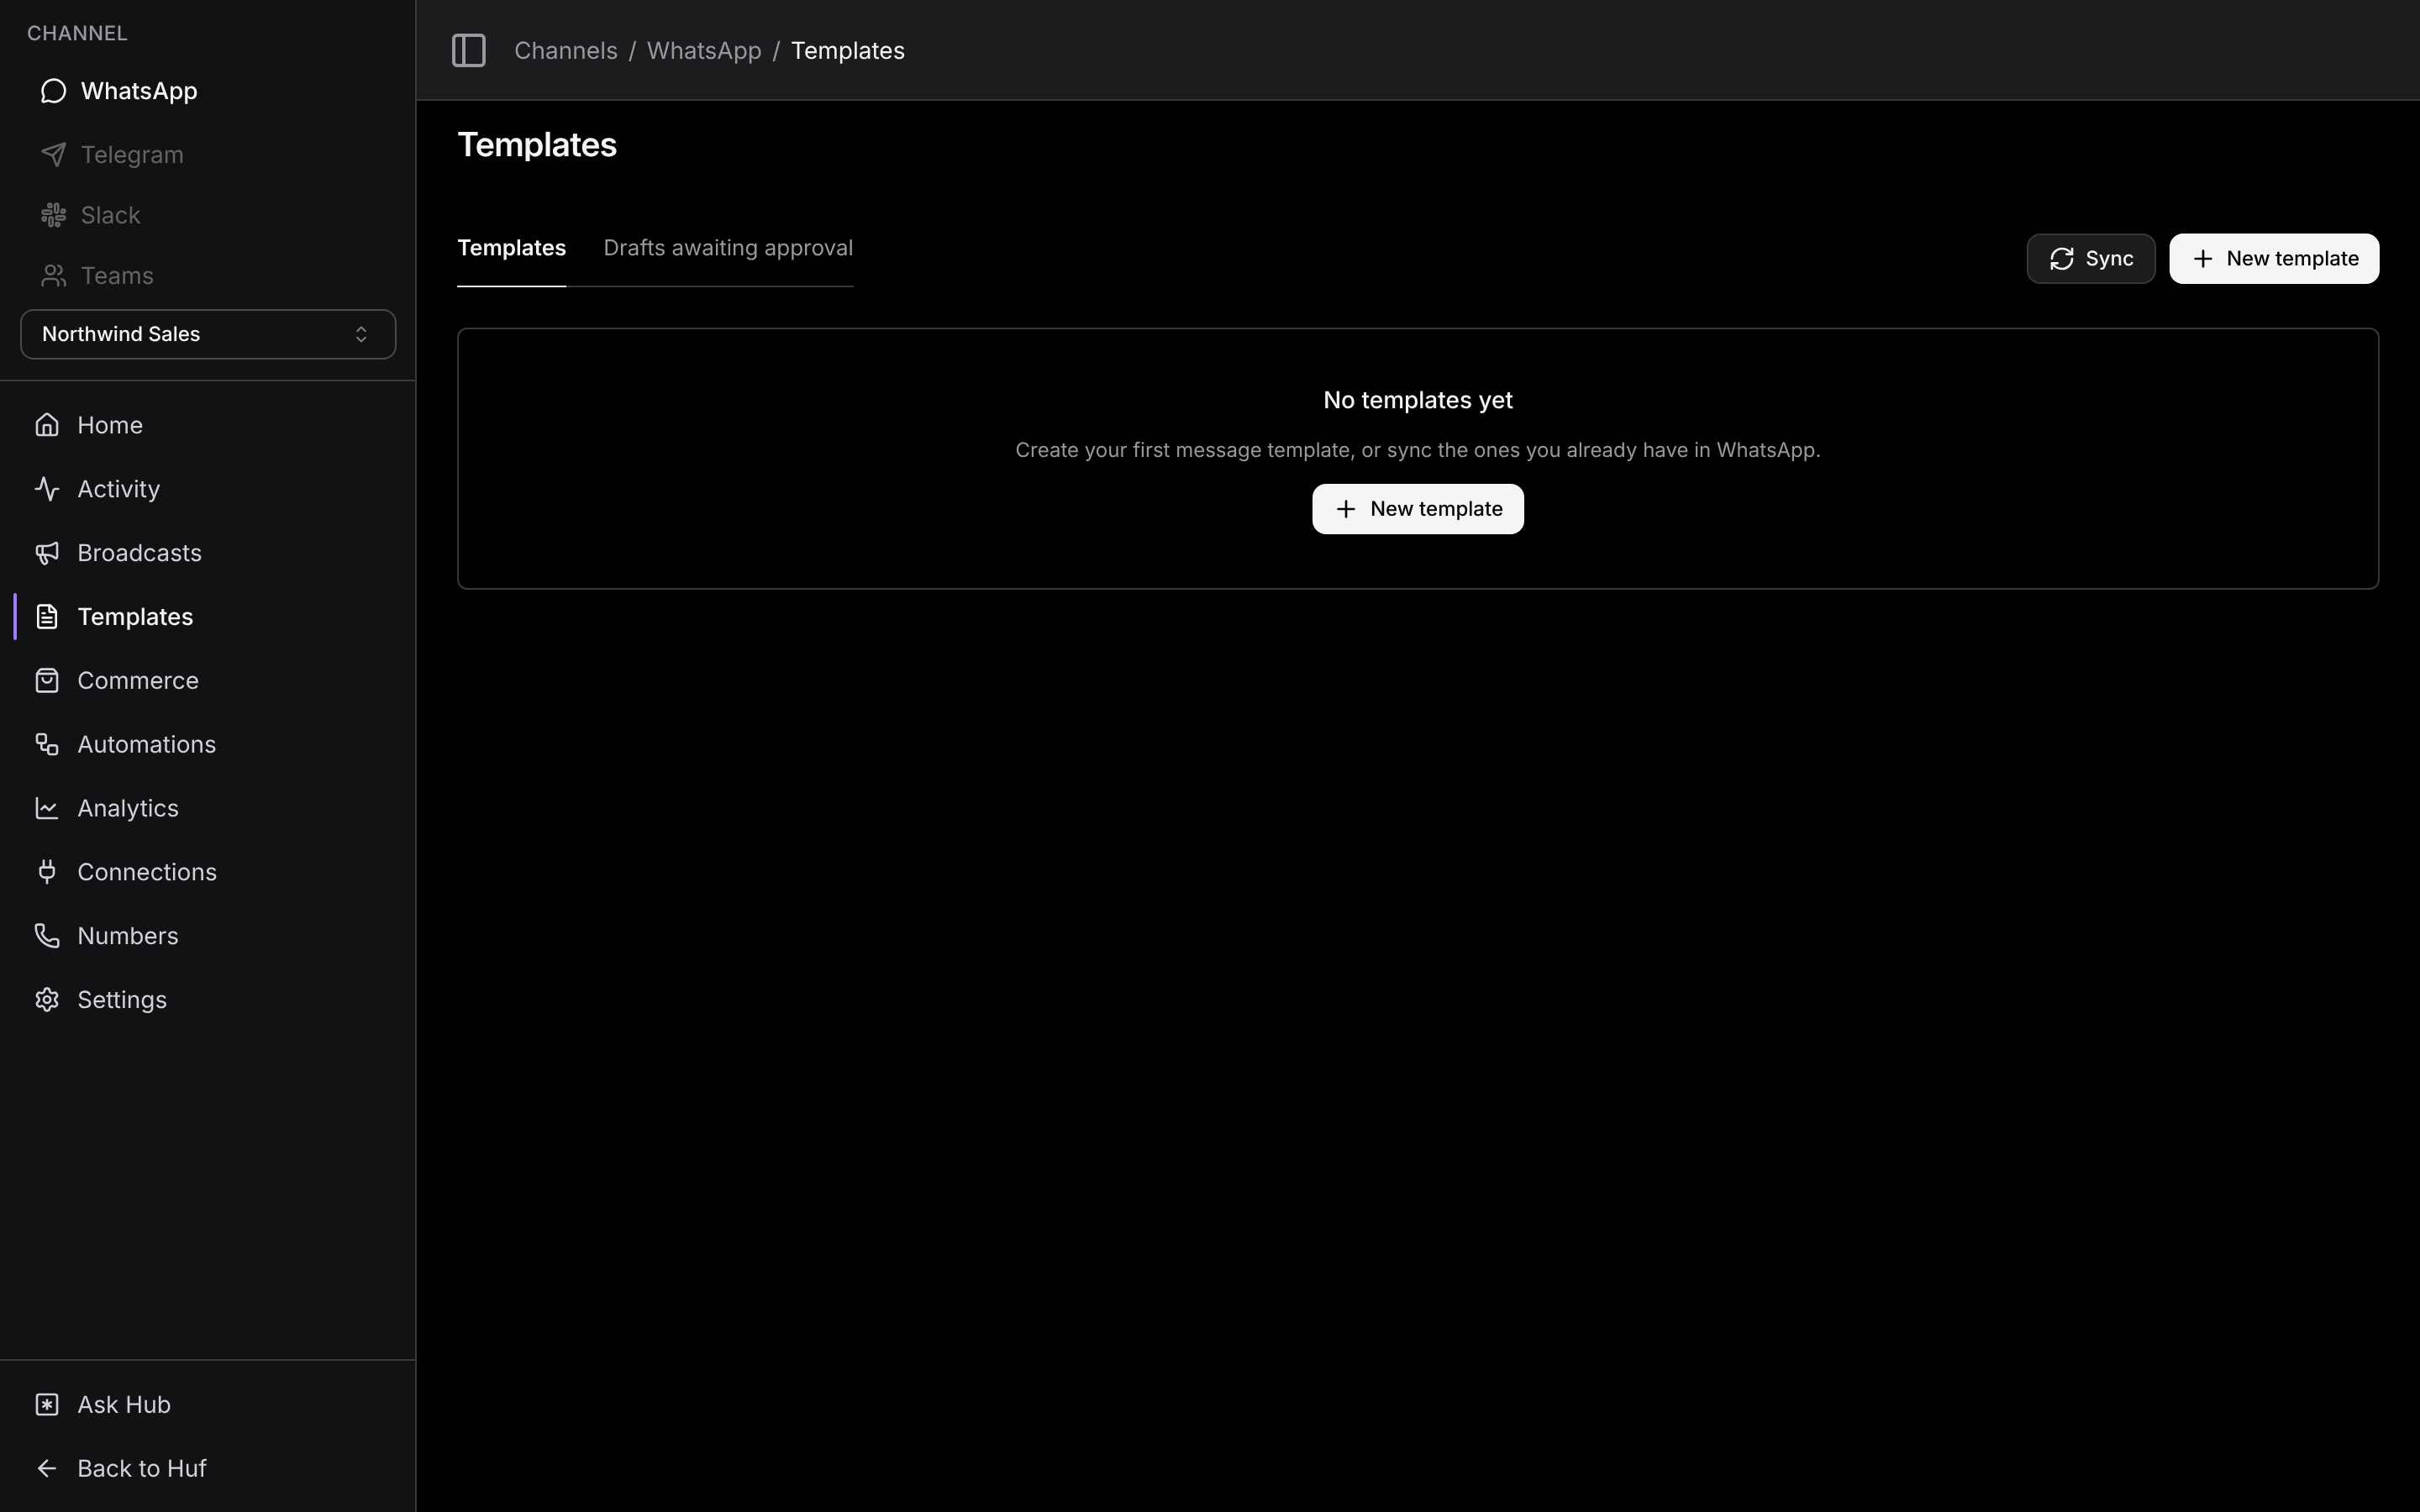 CHANNEL
WhatsApp
Telegram
Slack
Teams
Northwind Sales
Home
Activity
Broadcasts
Templates
Commerce
Automations
Analytics
Connections
Numbers
Settings
Ask Hub
Back to Huf
Channels / WhatsApp / Templates
Templates
Templates Drafts awaiting approval
Sync
New template
No templates yet
Create your first message template, or sync the ones you already have in WhatsApp.
New template